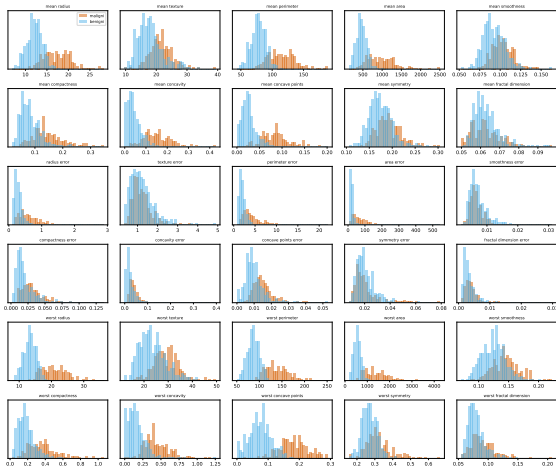 mean radius
mean texture
mean perimeter
mean area
mean smoothness
maligni
benign
10 15 20 25
10 20 30 40
50 100 150
500 1000 1500 2000 2500
0.050 0.075 0.100 0.125 0.150
mean compactness
mean concavity
mean concave points
mean symmetry
mean fractal dimension
0.1 0.2 0.3
0.0 0.1 0.2 0.3 0.4
0.00 0.05 0.10 0.15 0.20
0.10 0.15 0.20 0.25 0.30
0.05 0.06 0.07 0.08 0.09
radius error
texture error
perimeter error
area error
smoothness error
0 1 2 3
1 2 3 4 5
0 5 10 15 20
0 100 200 300 400 500
0.01 0.02 0.03
compactness error
concavity error
concave points error
symmetry error
fractal dimension error
0.000 0.025 0.050 0.075 0.100 0.125
0.0 0.1 0.2 0.3 0.4
0.00 0.01 0.02 0.03 0.04 0.05
0.02 0.04 0.06 0.08
0.00 0.01 0.02
worst radius
worst texture
worst perimeter
worst area
worst smoothness
10 20 30
20 30 40 50
50 100 150 200 250
0 1000 2000 3000 4000
0.10 0.15 0.20
worst compactness
worst concavity
worst concave points
worst symmetry
worst fractal dimension
0.0 0.2 0.4 0.6 0.8 1.0
0.00 0.25 0.50 0.75 1.00 1.25
0.0 0.1 0.2 0.3
0.2 0.3 0.4 0.5 0.6
0.05 0.10 0.15 0.20